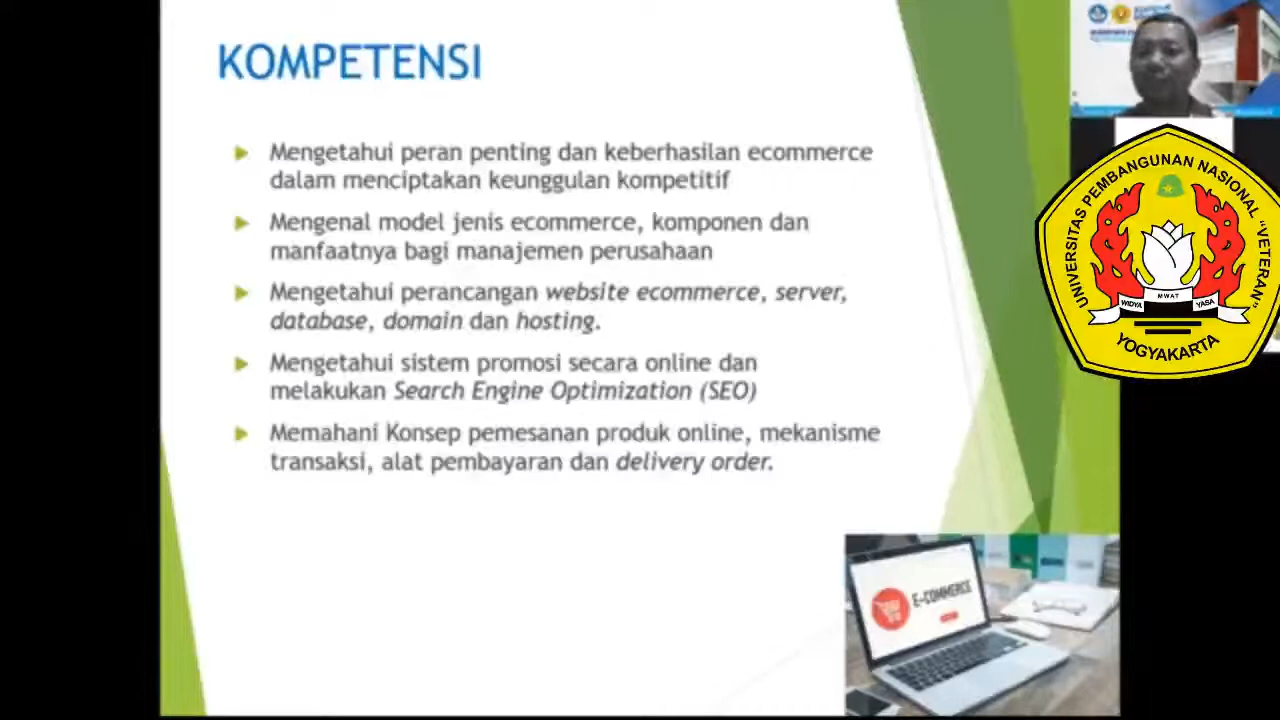 KOMPETENSI
Mengetahui peran penting dan keberhasilan ecommerce
dalam menciptakan keunggulan kompetitif
Mengenal model jenis ecommerce, komponen dan
manfaatnya bagi manajemen perusahaan
Mengetahui perancangan website ecommerce, server,
database, domain dan hosting.
Mengetahui sistem promosi secara online dan
melakukan Search Engine Optimization (SEO)
Memahani Konsep pemesanan produk online, mekanisme
transaksi, alat pembayaran dan delivery order.
UNIVERSITAS PEMBANGUNAN NASIONAL "VETERAN"
WIDYA MWAT YASA
YOGYAKARTA
E-COMMERCE